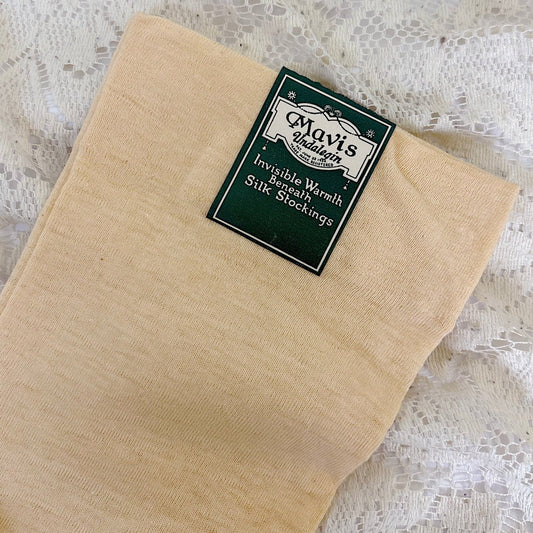 Mavis
Undalegin
Invisible Warmth
Beneath
Silk Stockings